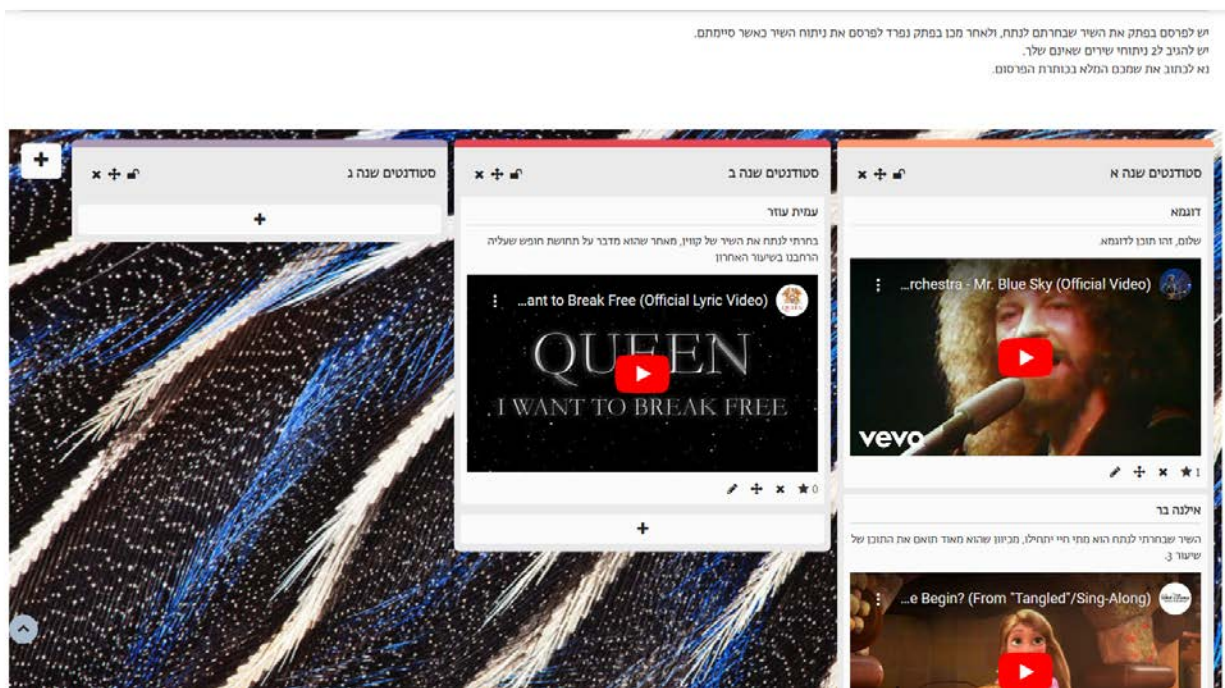 יש לפרסם בפתק את השיר שבחרתם לנתח, ולאחר מכן בפתק נפרד לפרסם את ניתוח השיר כאשר סיימתם.
יש להגיב ל2 ניתוחי שירים שאינם שלך.
נא לכתוב את שמכם המלא בכותרת הפרסום.
סטודנטים שנה א
דוגמא
שלום, זהו תוכן לדוגמא.
...rchestra - Mr. Blue Sky (Official Video)
vevo
1
אילנה בר
השיר שבחרתי לנתח הוא מתי חיי יתחילו, מכיוון שהוא מאוד תואם את התוכן של
שיעור 3.
...e Begin? (From "Tangled"/Sing-Along)
סטודנטים שנה ב
עמית עוזר
בחרתי לנתח את השיר של קווין, מאחר שהוא מדבר על תחושת חופש שעליה
הרחבנו בשיעור האחרון
...ant to Break Free (Official Lyric Video)
QUEEN
QUEEN
I WANT TO BREAK FREE
0
סטודנטים שנה ג